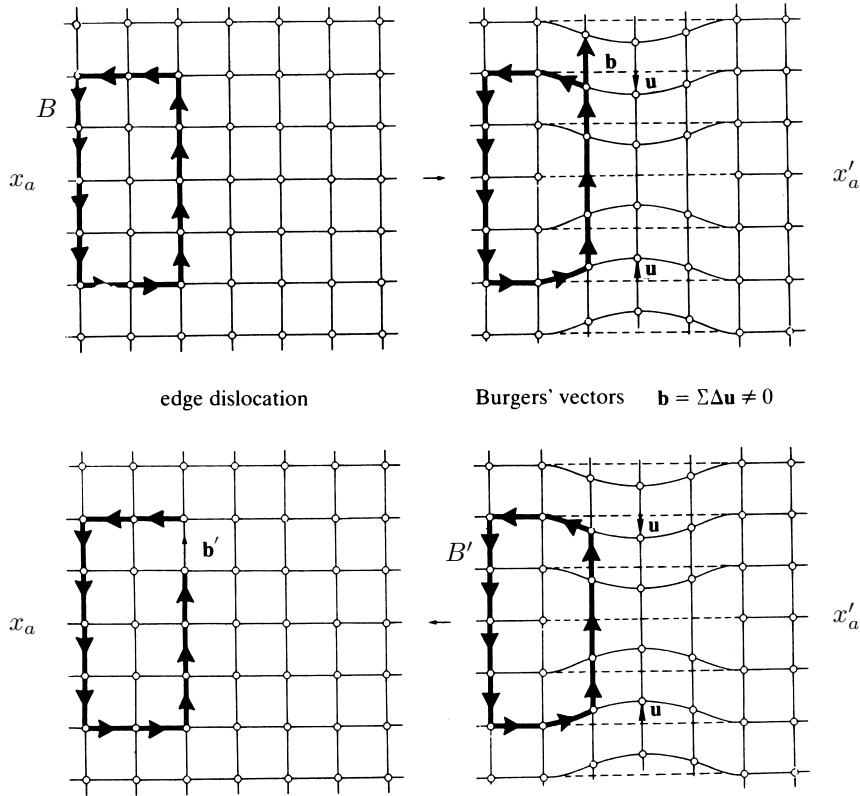 b
u
B
x_a
x'_a
u
edge dislocation
Burgers' vectors b = ΣΔu ≠ 0
b'
u
B'
x_a
x'_a
u